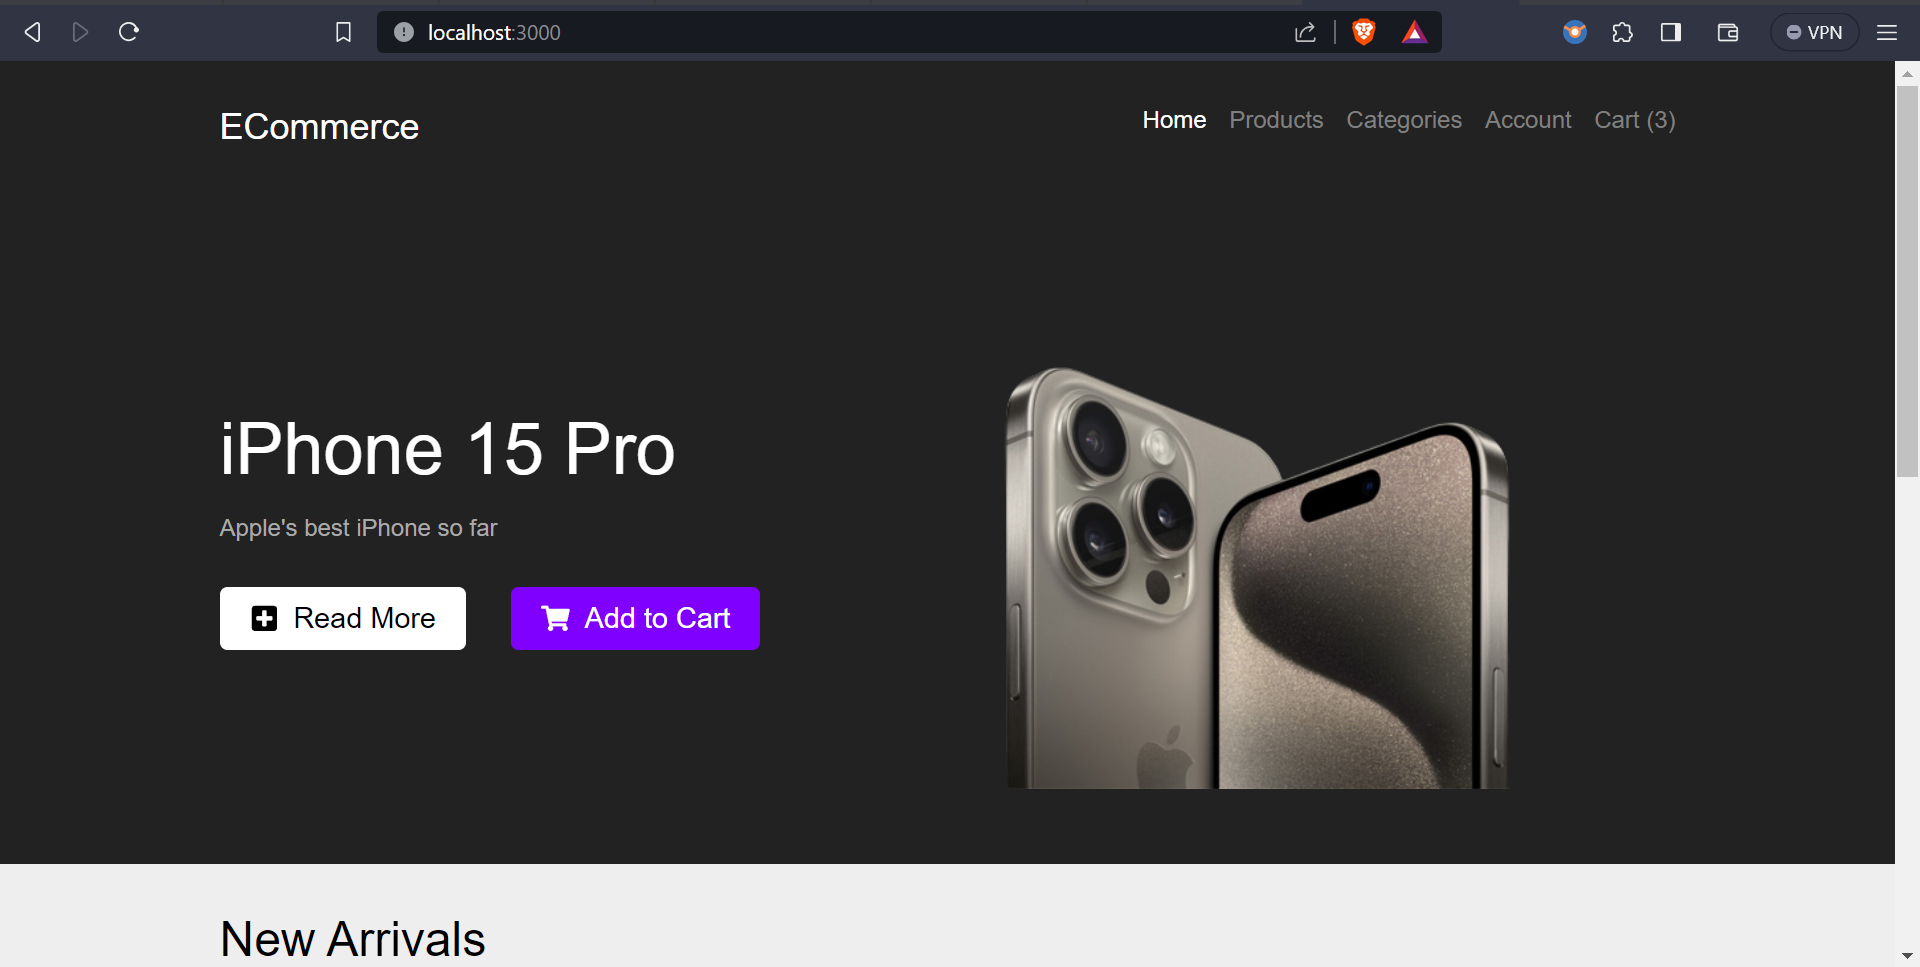 localhost:3000
VPN
ECommerce
Home Products Categories Account Cart (3)
iPhone 15 Pro
Apple's best iPhone so far
Read More Add to Cart
New Arrivals